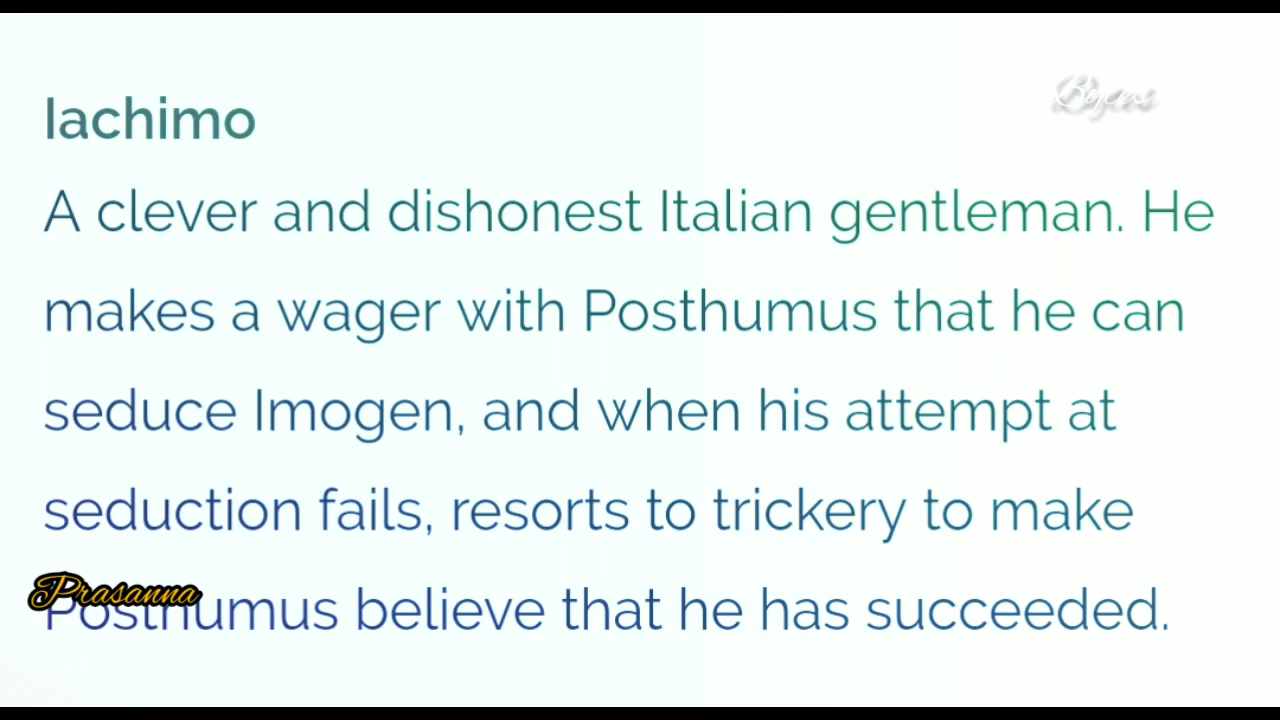 Iachimo
A clever and dishonest Italian gentleman. He
makes a wager with Posthumus that he can
seduce Imogen, and when his attempt at
seduction fails, resorts to trickery to make
Prasanna
Posthumus believe that he has succeeded.